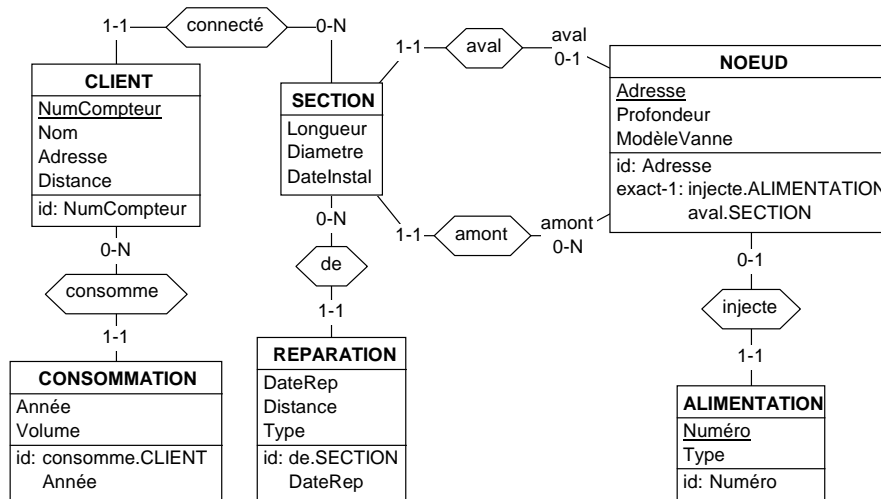 1-1
connecté
0-N
CLIENT
NumCompteur
Nom
Adresse
Distance
id: NumCompteur
SECTION
Longueur
Diametre
DateInstal
1-1
aval
aval
0-1
NOEUD
Adresse
Profondeur
ModèleVanne
id: Adresse
exact-1: injecte.ALIMENTATION
aval.SECTION
1-1
amont
amont
0-N
0-N
consomme
1-1
0-N
de
1-1
0-1
injecte
1-1
CONSOMMATION
Année
Volume
id: consomme.CLIENT
Année
REPARATION
DateRep
Distance
Type
id: de.SECTION
DateRep
ALIMENTATION
Numéro
Type
id: Numéro